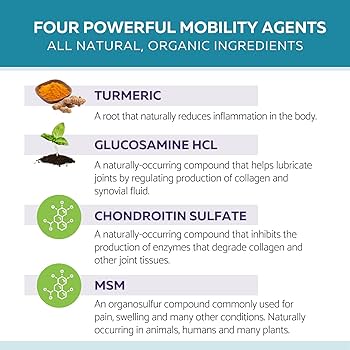 FOUR POWERFUL MOBILITY AGENTS
ALL NATURAL, ORGANIC INGREDIENTS
TURMERIC
A root that naturally reduces inflammation in the body.
GLUCOSAMINE HCL
A naturally-occurring compound that helps lubricate
joints by regulating production of collagen and
synovial fluid.
CHONDROITIN SULFATE
A naturally-occurring compound that inhibits the
production of enzymes that degrade collagen and
other joint tissues.
MSM
An organosulfur compound commonly used for
pain, swelling and many other conditions. Naturally
occurring in animals, humans and many plants.